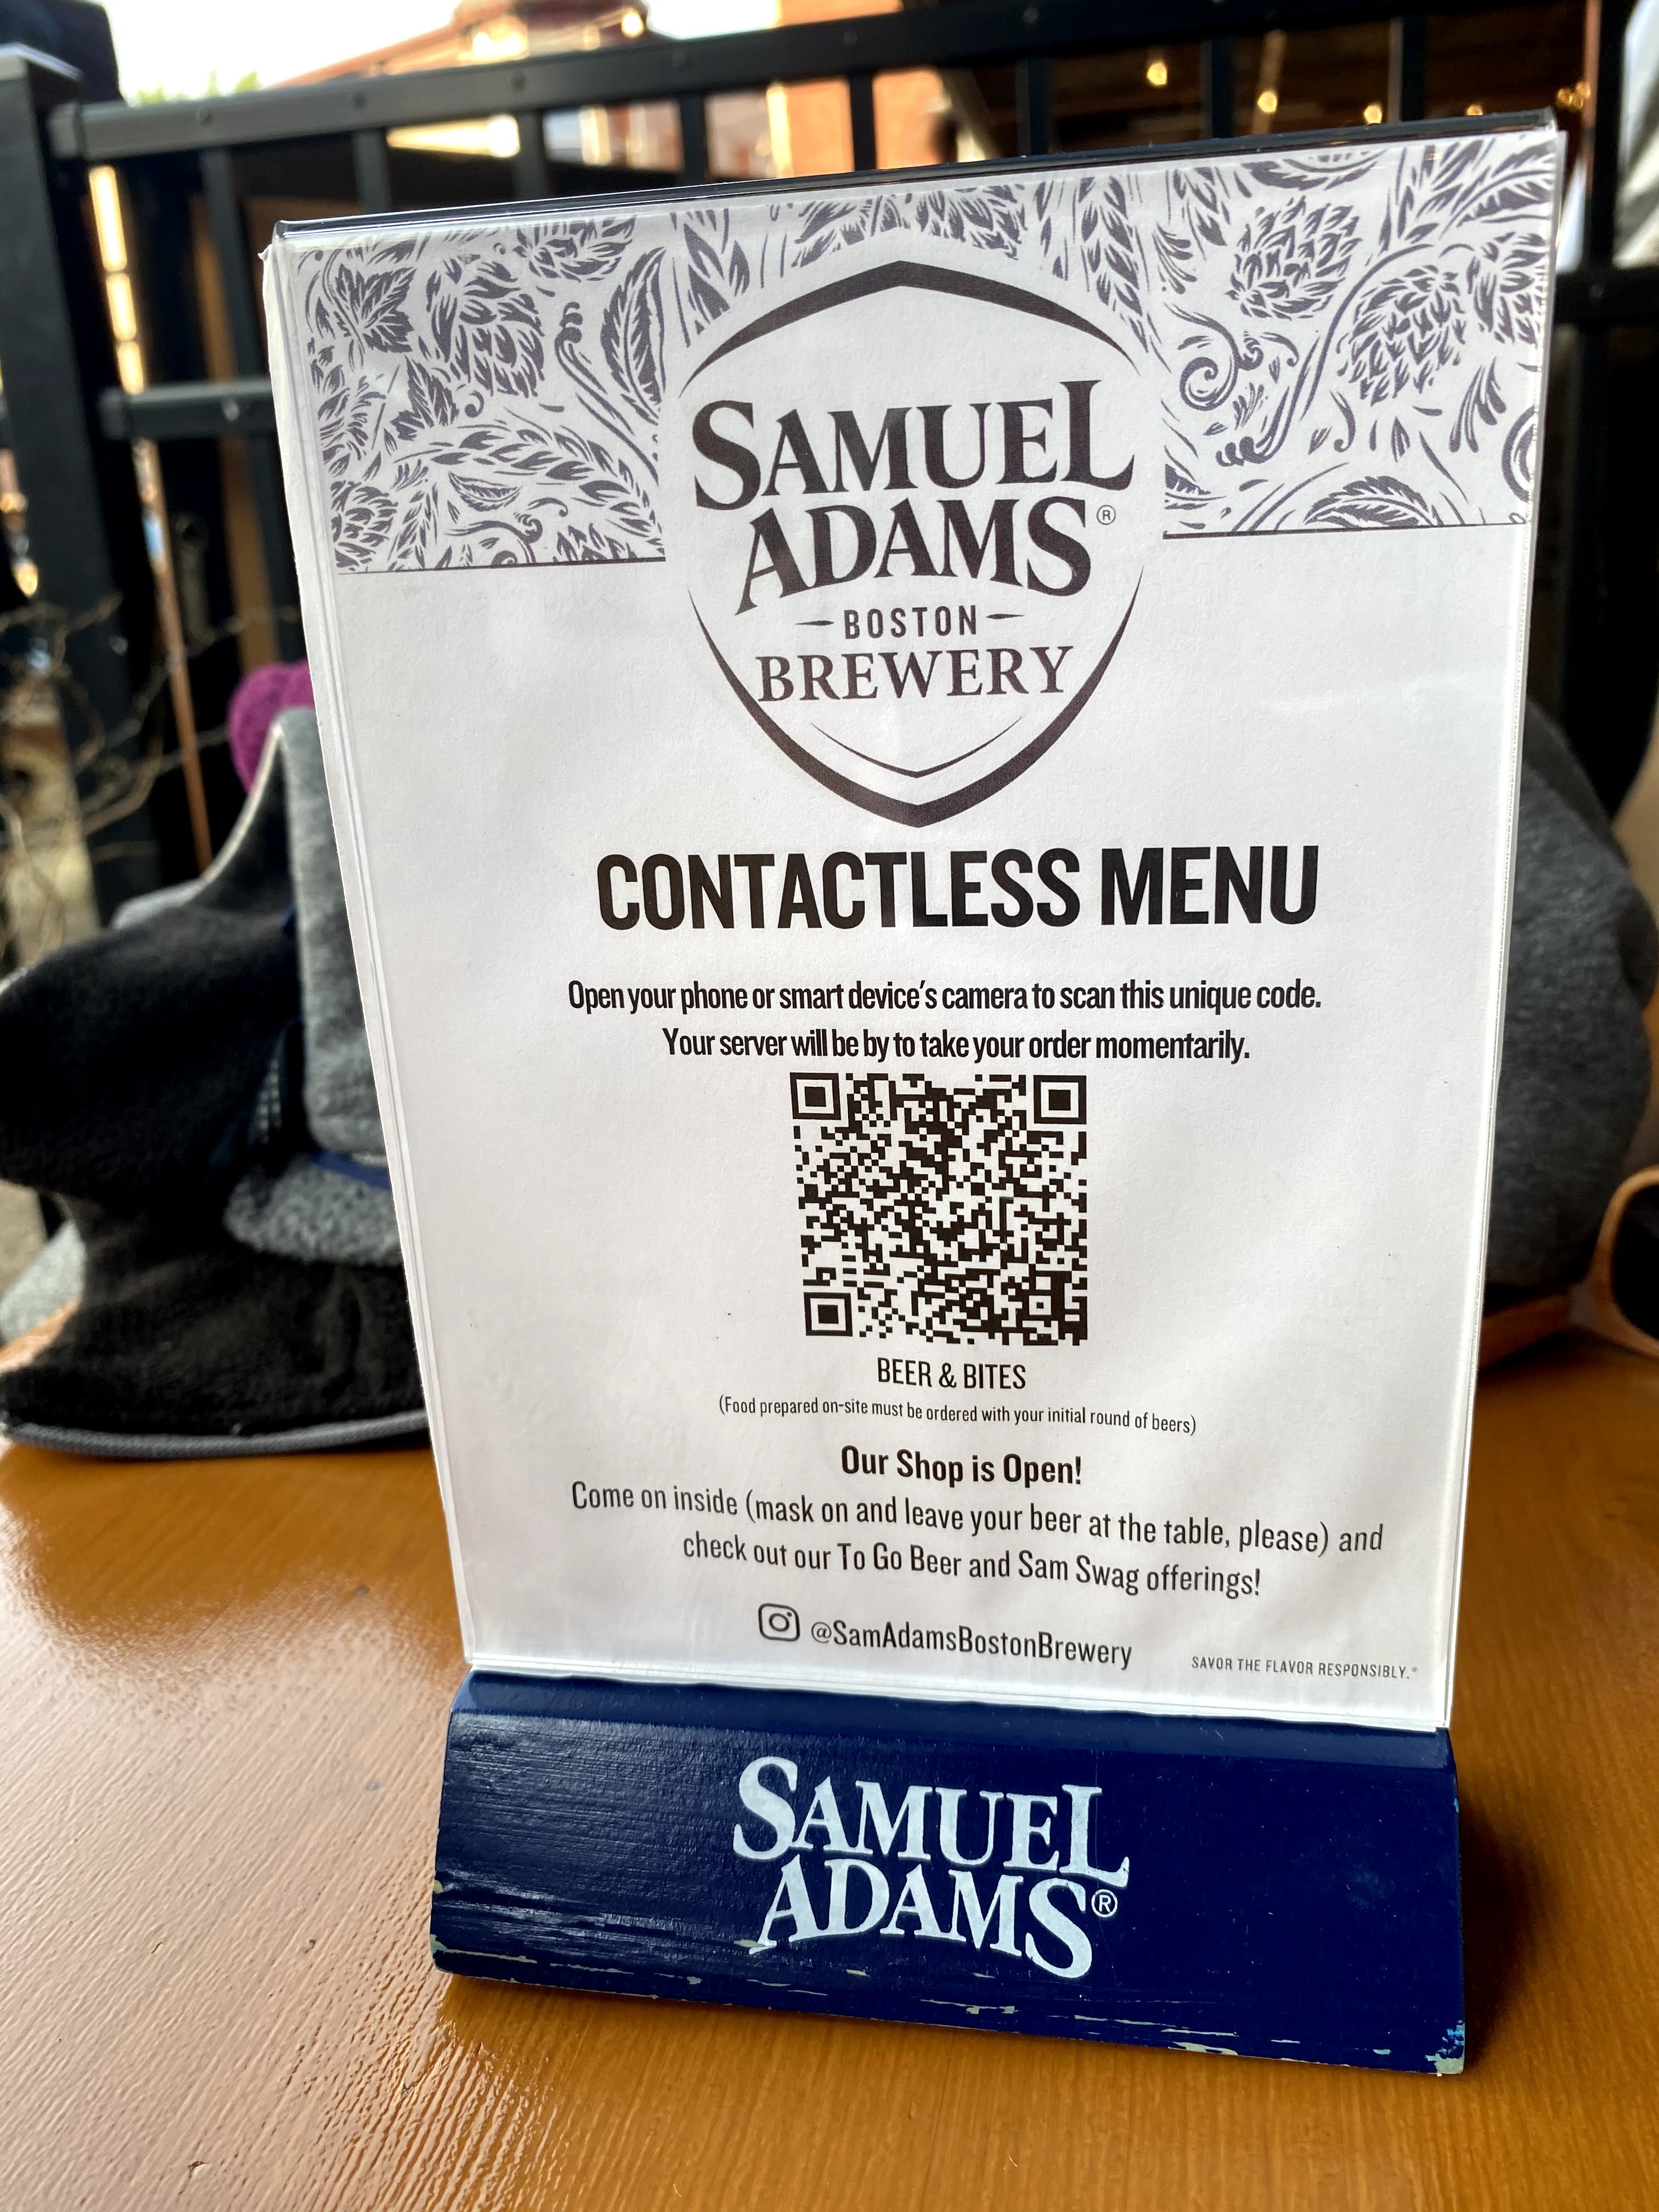 SAMUEL
ADAMS®
BOSTON
BREWERY
CONTACTLESS MENU
Open your phone or smart device's camera to scan this unique code.
Your server will be by to take your order momentarily.
BEER & BITES
(Food prepared on-site must be ordered with your initial round of beers)
Our Shop is Open!
Come on inside (mask on and leave your beer at the table, please) and
check out our To Go Beer and Sam Swag offerings!
@SamAdamsBostonBrewery
SAVOR THE FLAVOR RESPONSIBLY.®
SAMUEL
ADAMS®